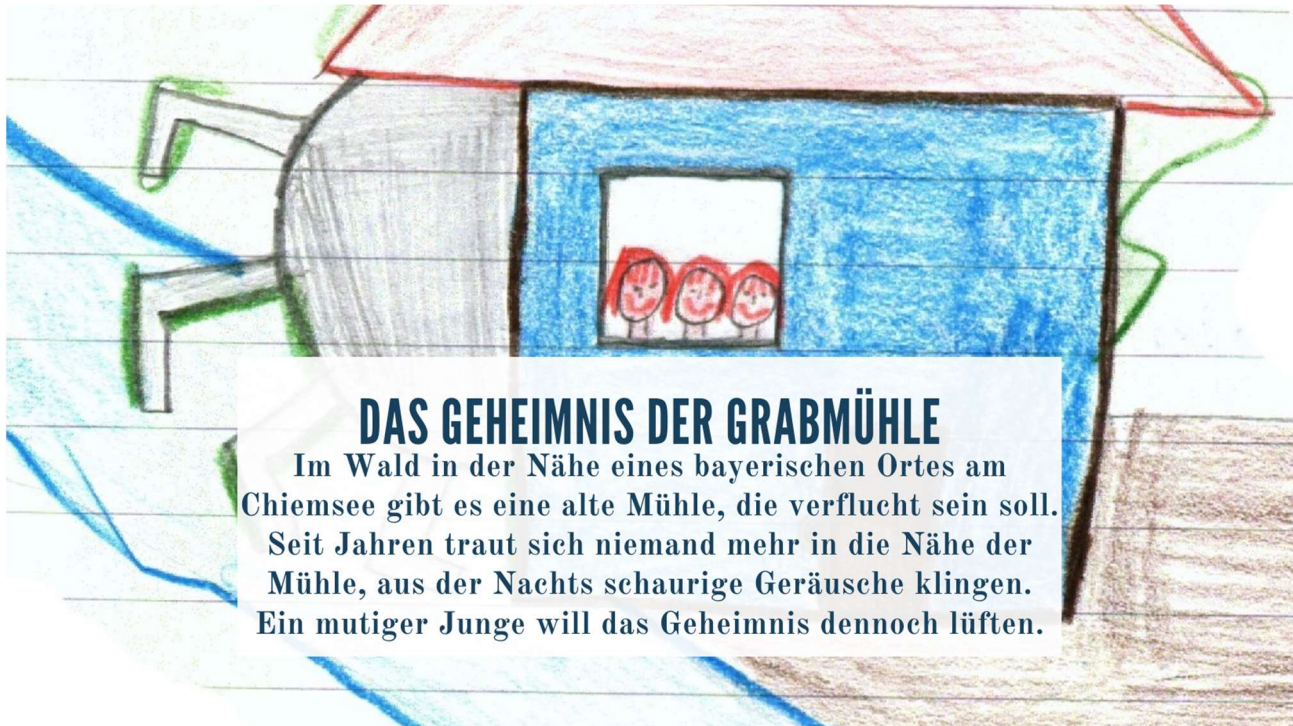 DAS GEHEIMNIS DER GRABMÜHLE
Im Wald in der Nähe eines bayerischen Ortes am
Chiemsee gibt es eine alte Mühle, die verflucht sein soll.
Seit Jahren traut sich niemand mehr in die Nähe der
Mühle, aus der Nachts schaurige Geräusche klingen.
Ein mutiger Junge will das Geheimnis dennoch lüften.